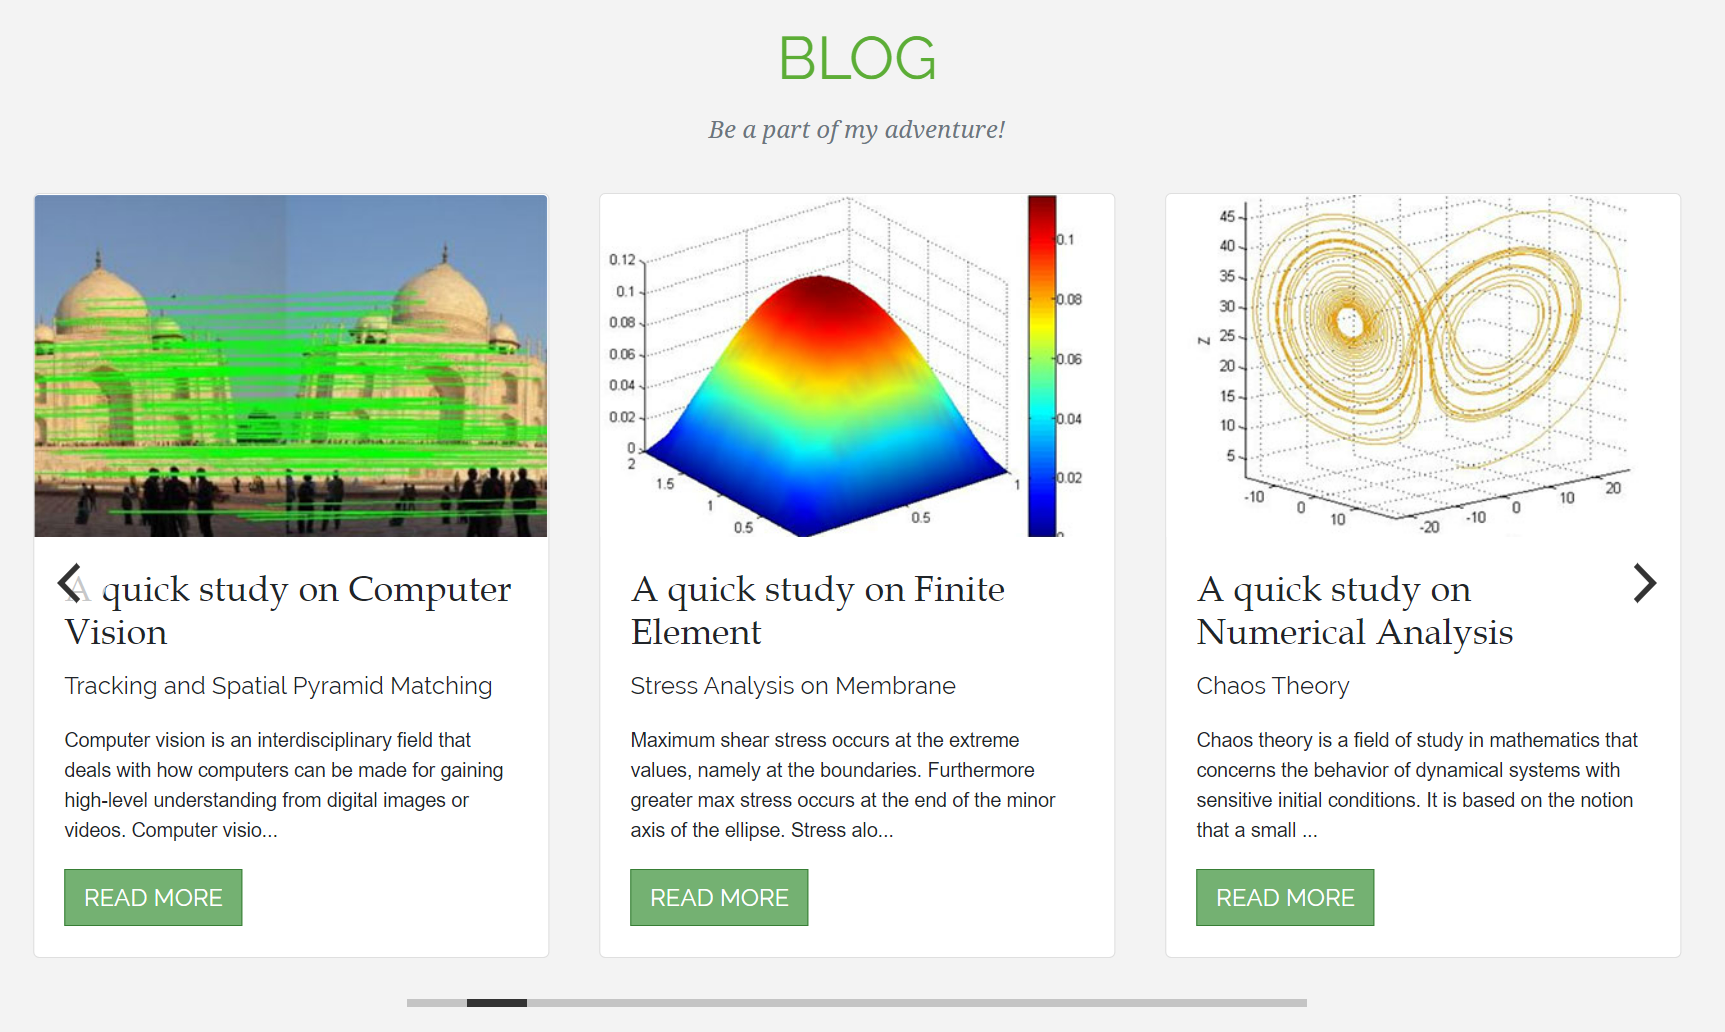 BLOG
Be a part of my adventure!
0.12
0.1
0.08
0.06
0.04
0.02
0
2
1.5
1
0.5
0.5
1
0.1
0.08
0.06
0.04
0.02
45
40
35
30
25
20
15
10
5
Z
-10
0
10
-20
-10
0
10
20
A quick study on Computer
Vision
Tracking and Spatial Pyramid Matching
Computer vision is an interdisciplinary field that
deals with how computers can be made for gaining
high-level understanding from digital images or
videos. Computer visio...
READ MORE
A quick study on Finite
Element
Stress Analysis on Membrane
Maximum shear stress occurs at the extreme
values, namely at the boundaries. Furthermore
greater max stress occurs at the end of the minor
axis of the ellipse. Stress alo...
READ MORE
A quick study on
Numerical Analysis
Chaos Theory
Chaos theory is a field of study in mathematics that
concerns the behavior of dynamical systems with
sensitive initial conditions. It is based on the notion
that a small ...
READ MORE